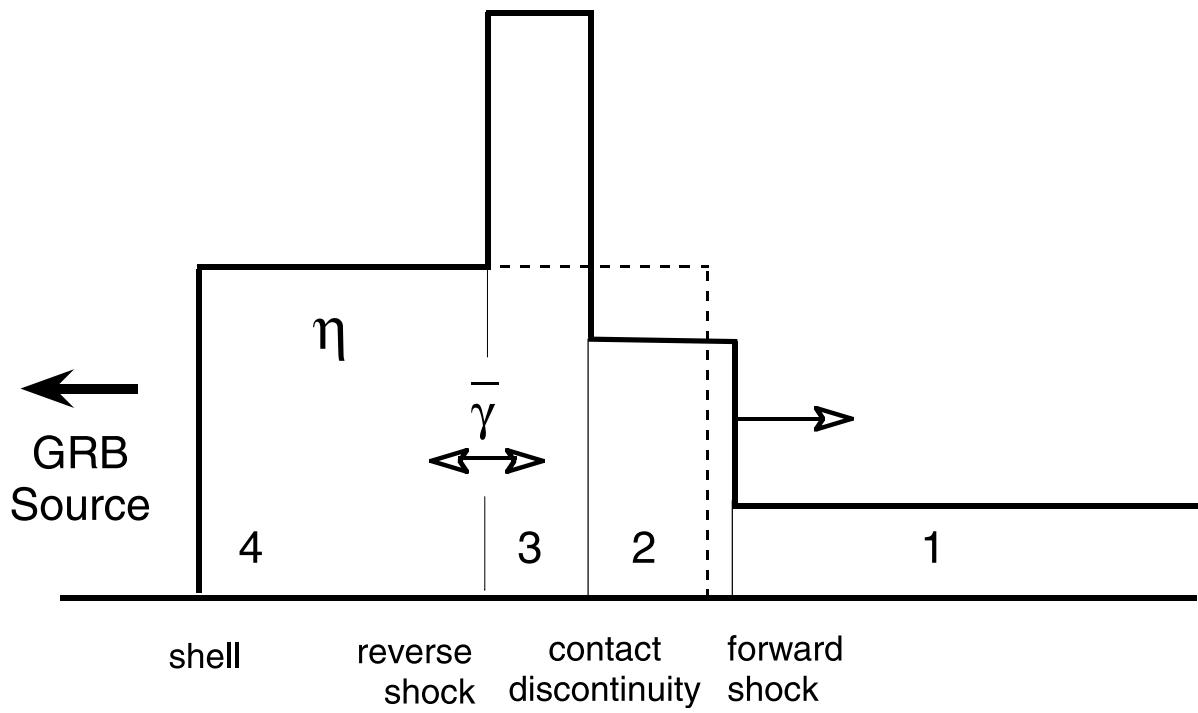 η
γ̅
GRB
Source
4
3
2
1
shell
reverse
shock
contact
discontinuity
forward
shock